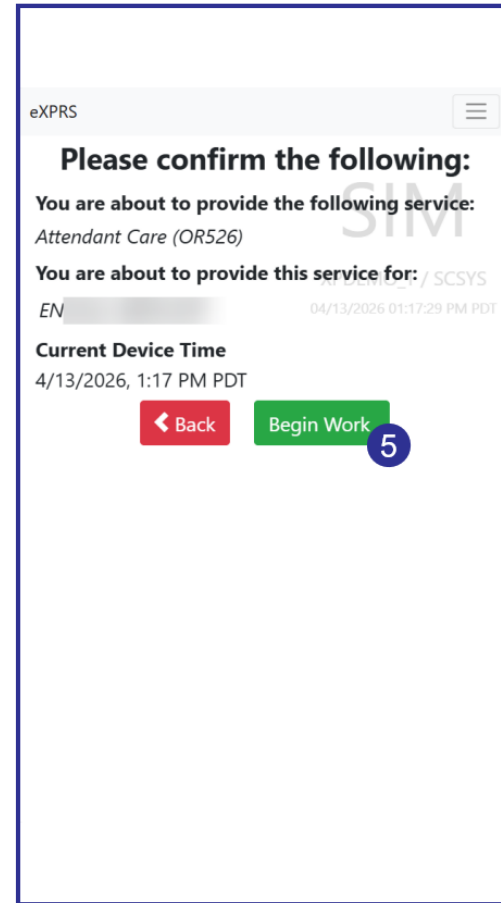 eXPRS
Please confirm the following:
SIM
You are about to provide the following service:
Attendant Care (OR526)
You are about to provide this service for:
/ SCSYS
EN
04/13/2026 01:17:29 PM PDT
Current Device Time
4/13/2026, 1:17 PM PDT
Back
Begin Work
5